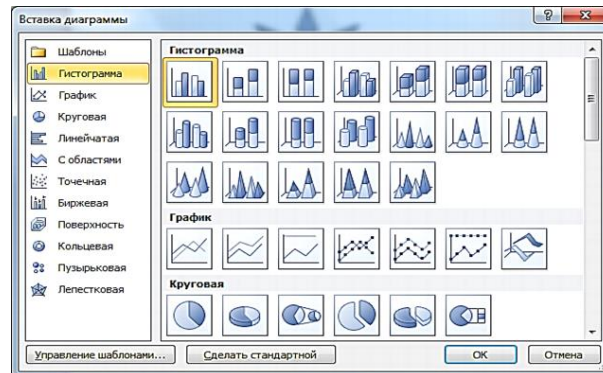 Вставка диаграммы
Шаблоны
Гистограмма
График
Круговая
Линейчатая
С областями
Точечная
Биржевая
Поверхность
Кольцевая
Пузырьковая
Лепестковая
Гистограмма
График
Круговая
Управление шаблонами...
Сделать стандартной
ОК
Отмена